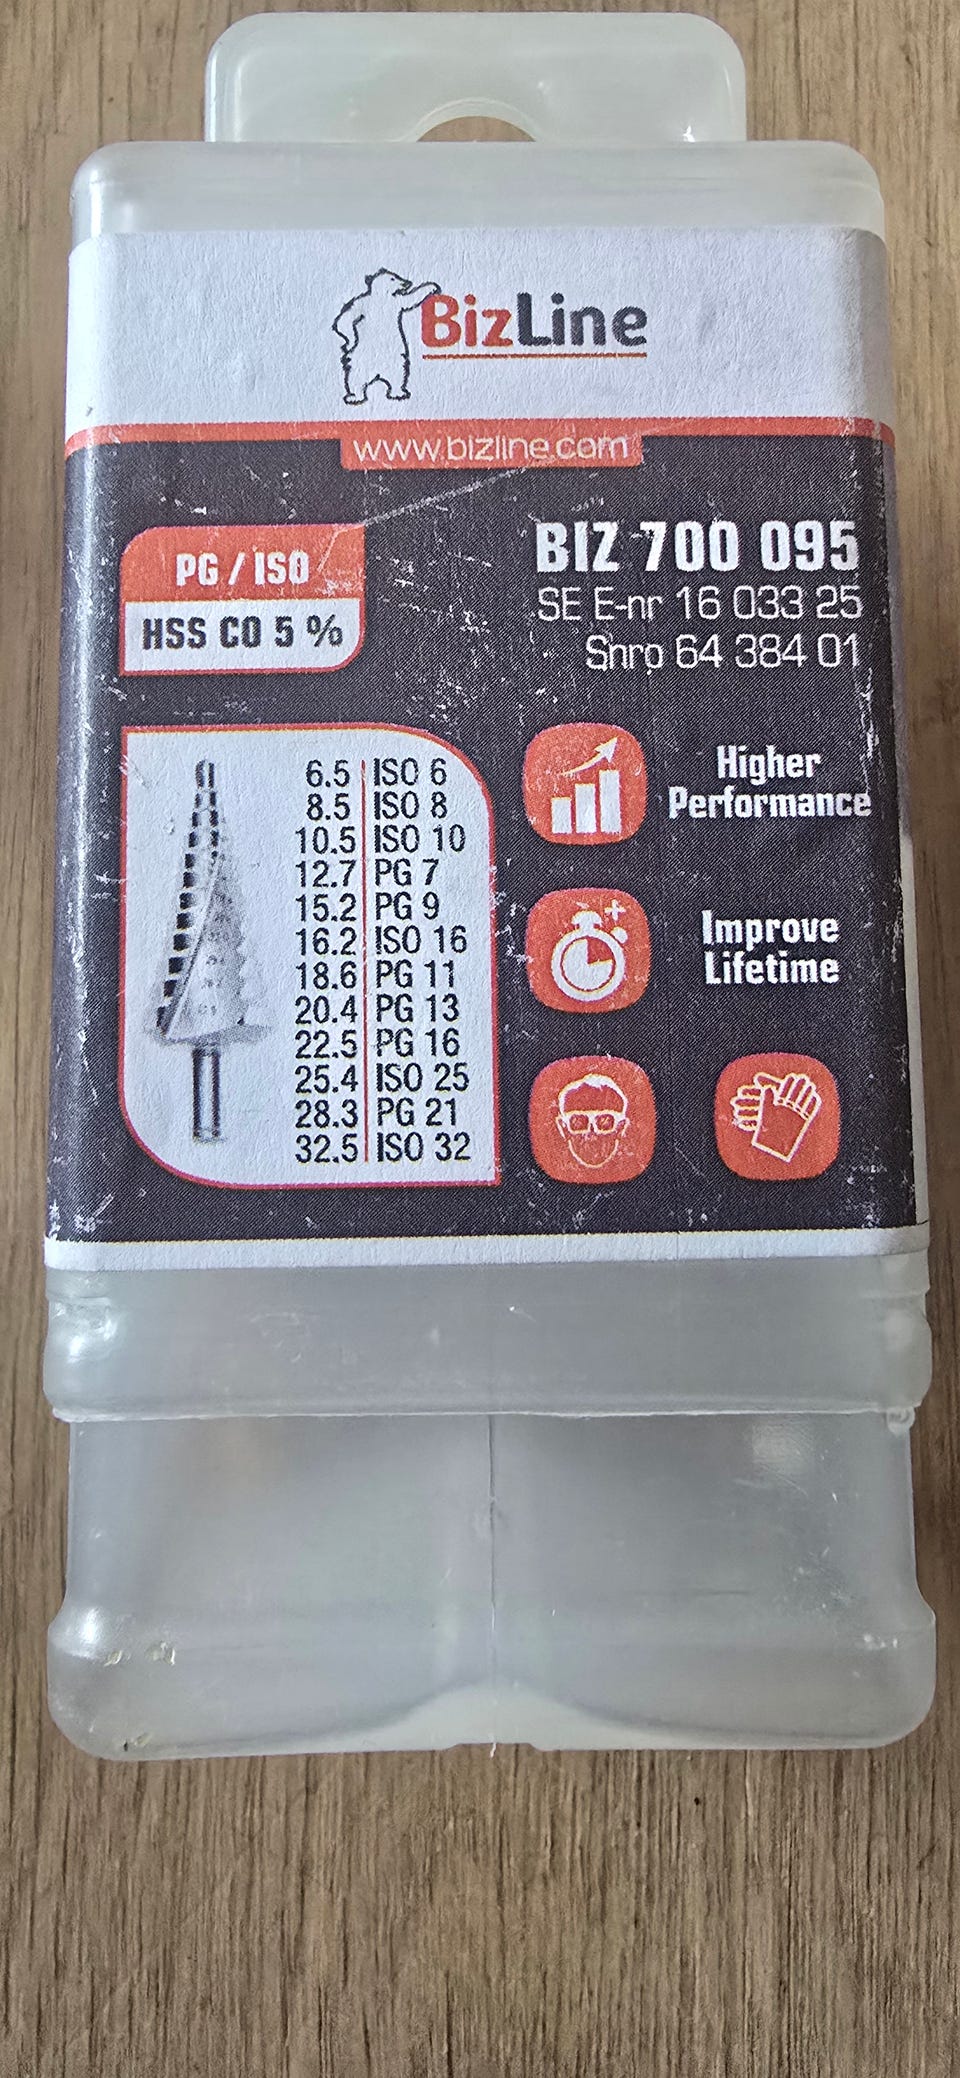 BizLine
www.bizline.com
PG / ISO
HSS CO 5 %
BIZ 700 095
SE E-nr 16 033 25
Snro 64 384 01
6.5 ISO 6
8.5 ISO 8
10.5 ISO 10
12.7 PG 7
15.2 PG 9
16.2 ISO 16
18.6 PG 11
20.4 PG 13
22.5 PG 16
25.4 ISO 25
28.3 PG 21
32.5 ISO 32
Higher
Performance
Improve
Lifetime